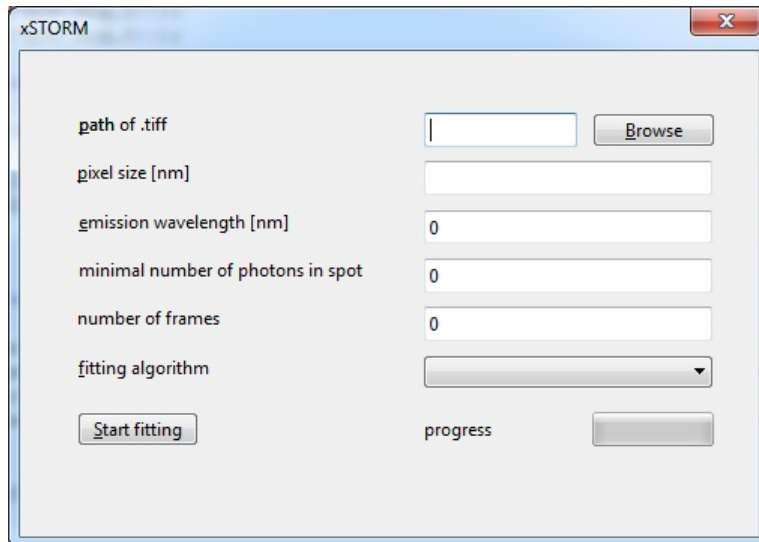 xSTORM
path of .tiff
Browse
pixel size [nm]
emission wavelength [nm]
0
minimal number of photons in spot
0
number of frames
0
fitting algorithm
Start fitting
progress